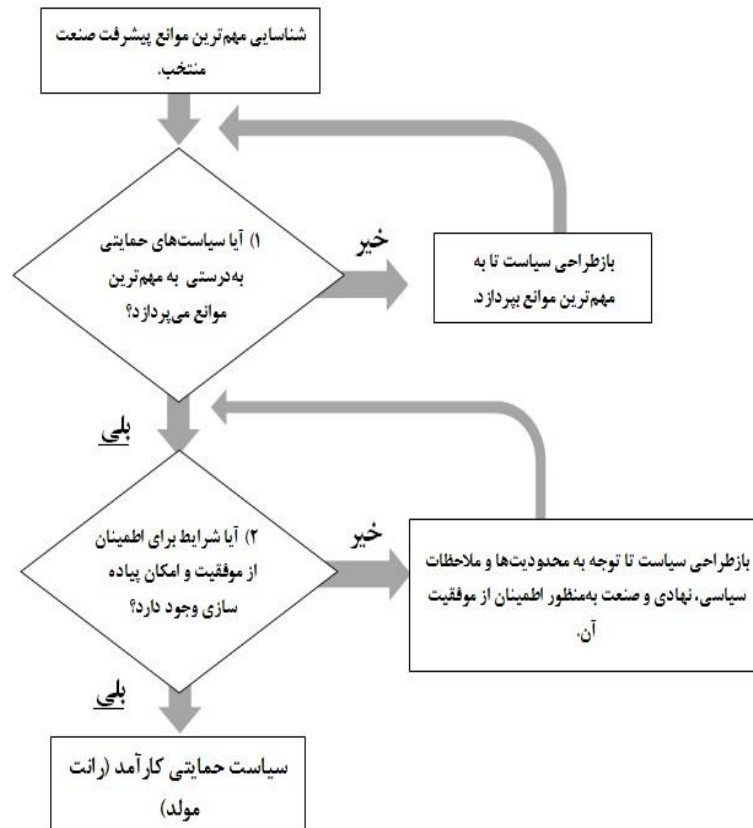 شناسایی مهم‌ترین موانع پیشرفت صنعت
منتخب.
۱) آیا سیاست‌های حمایتی
به‌درستی به مهم‌ترین
موانع می‌پردازد؟
خیر
بازطراحی سیاست تا به
مهم‌ترین موانع بپردازد.
بلی
۲) آیا شرایط برای اطمینان
از موفقیت و امکان پیاده
سازی وجود دارد؟
خیر
بازطراحی سیاست تا توجه به محدودیت‌ها و ملاحظات
سیاسی، نهادی و صنعت به‌منظور اطمینان از موفقیت
آن.
بلی
سیاست حمایتی کارآمد (رانت
مولد)